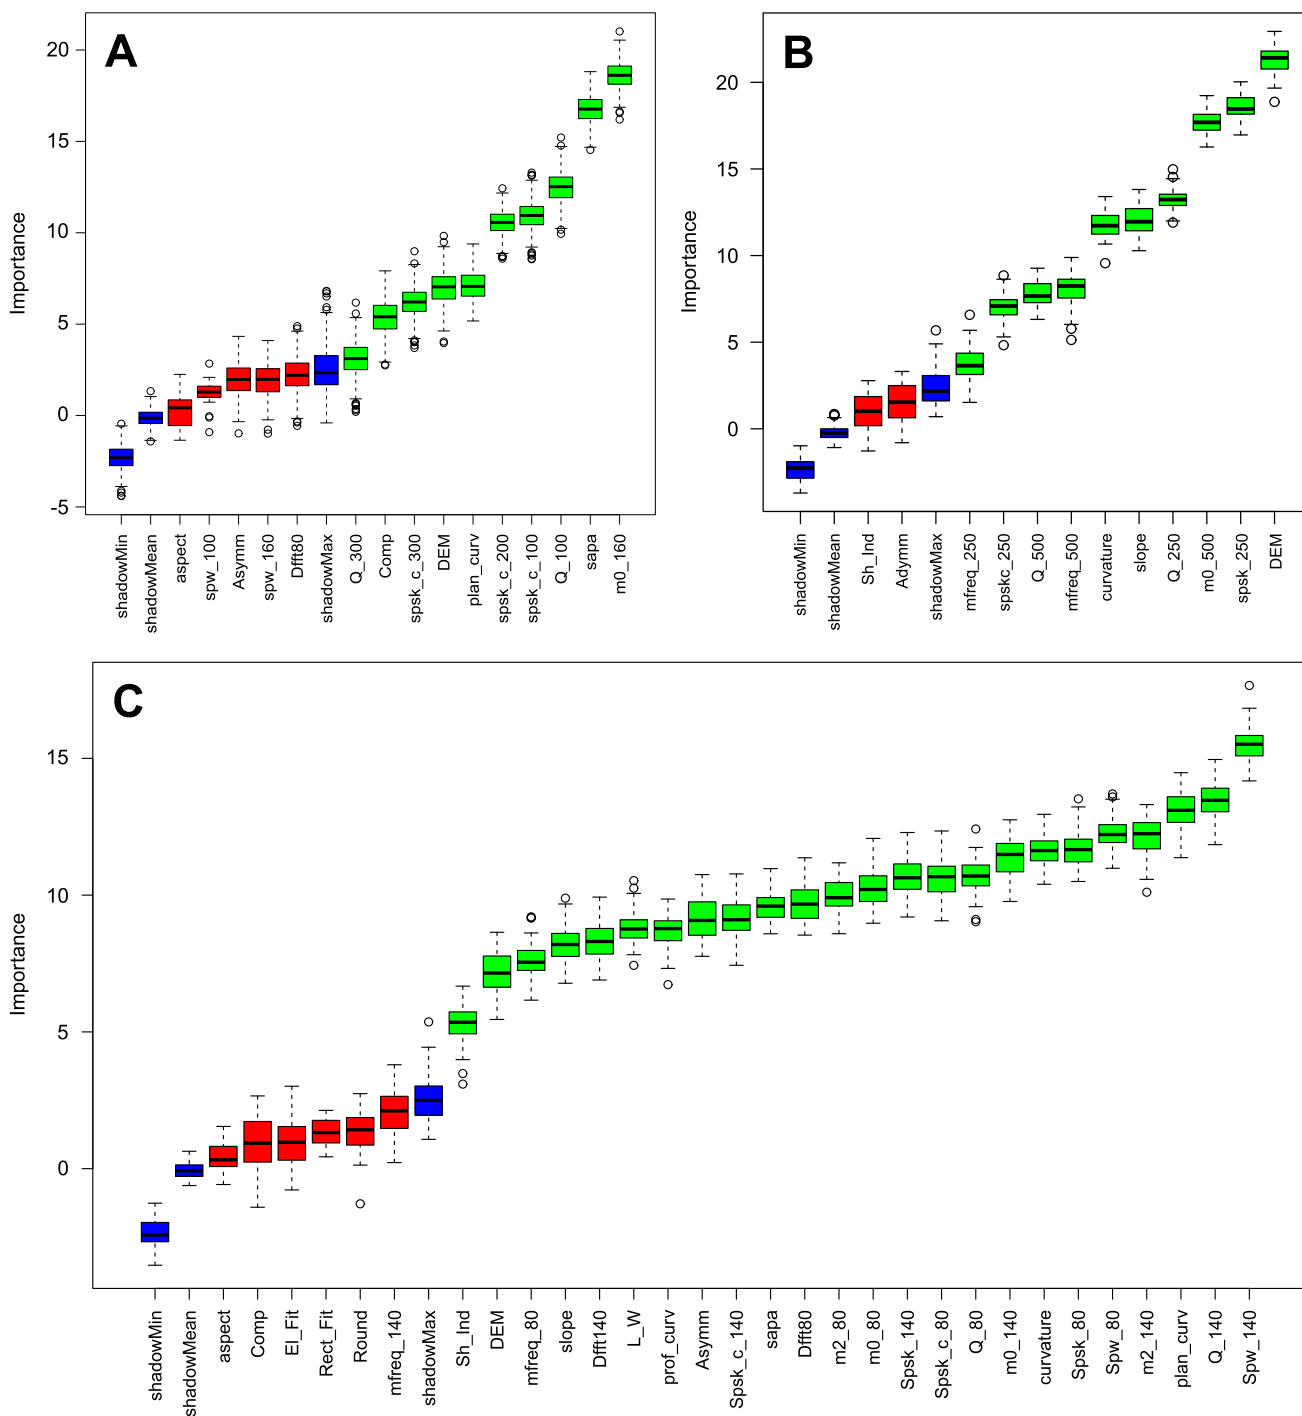 A
Importance
20
15
10
5
0
-5
shadowMin
shadowMean
aspect
spw_100
Asymm
spw_160
Dfft80
shadowMax
Q_300
Comp
spsk_c_300
DEM
plan_curv
spsk_c_200
spsk_c_100
Q_100
sapa
m0_160
B
Importance
20
15
10
5
0
shadowMin
shadowMean
Sh_Ind
Adymm
shadowMax
mfreq_250
spskc_250
Q_500
mfreq_500
curvature
slope
Q_250
m0_500
spsk_250
DEM
C
Importance
15
10
5
0
shadowMin
shadowMean
aspect
Comp
El_Fit
Rect_Fit
Round
mfreq_140
shadowMax
Sh_Ind
DEM
mfreq_80
slope
Dfft140
L_W
prof_curv
Asymm
Spsk_c_140
sapa
Dfft80
m2_80
m0_80
Spsk_140
Spsk_c_80
Q_80
m0_140
curvature
Spsk_80
Spw_80
m2_140
plan_curv
Q_140
Spw_140